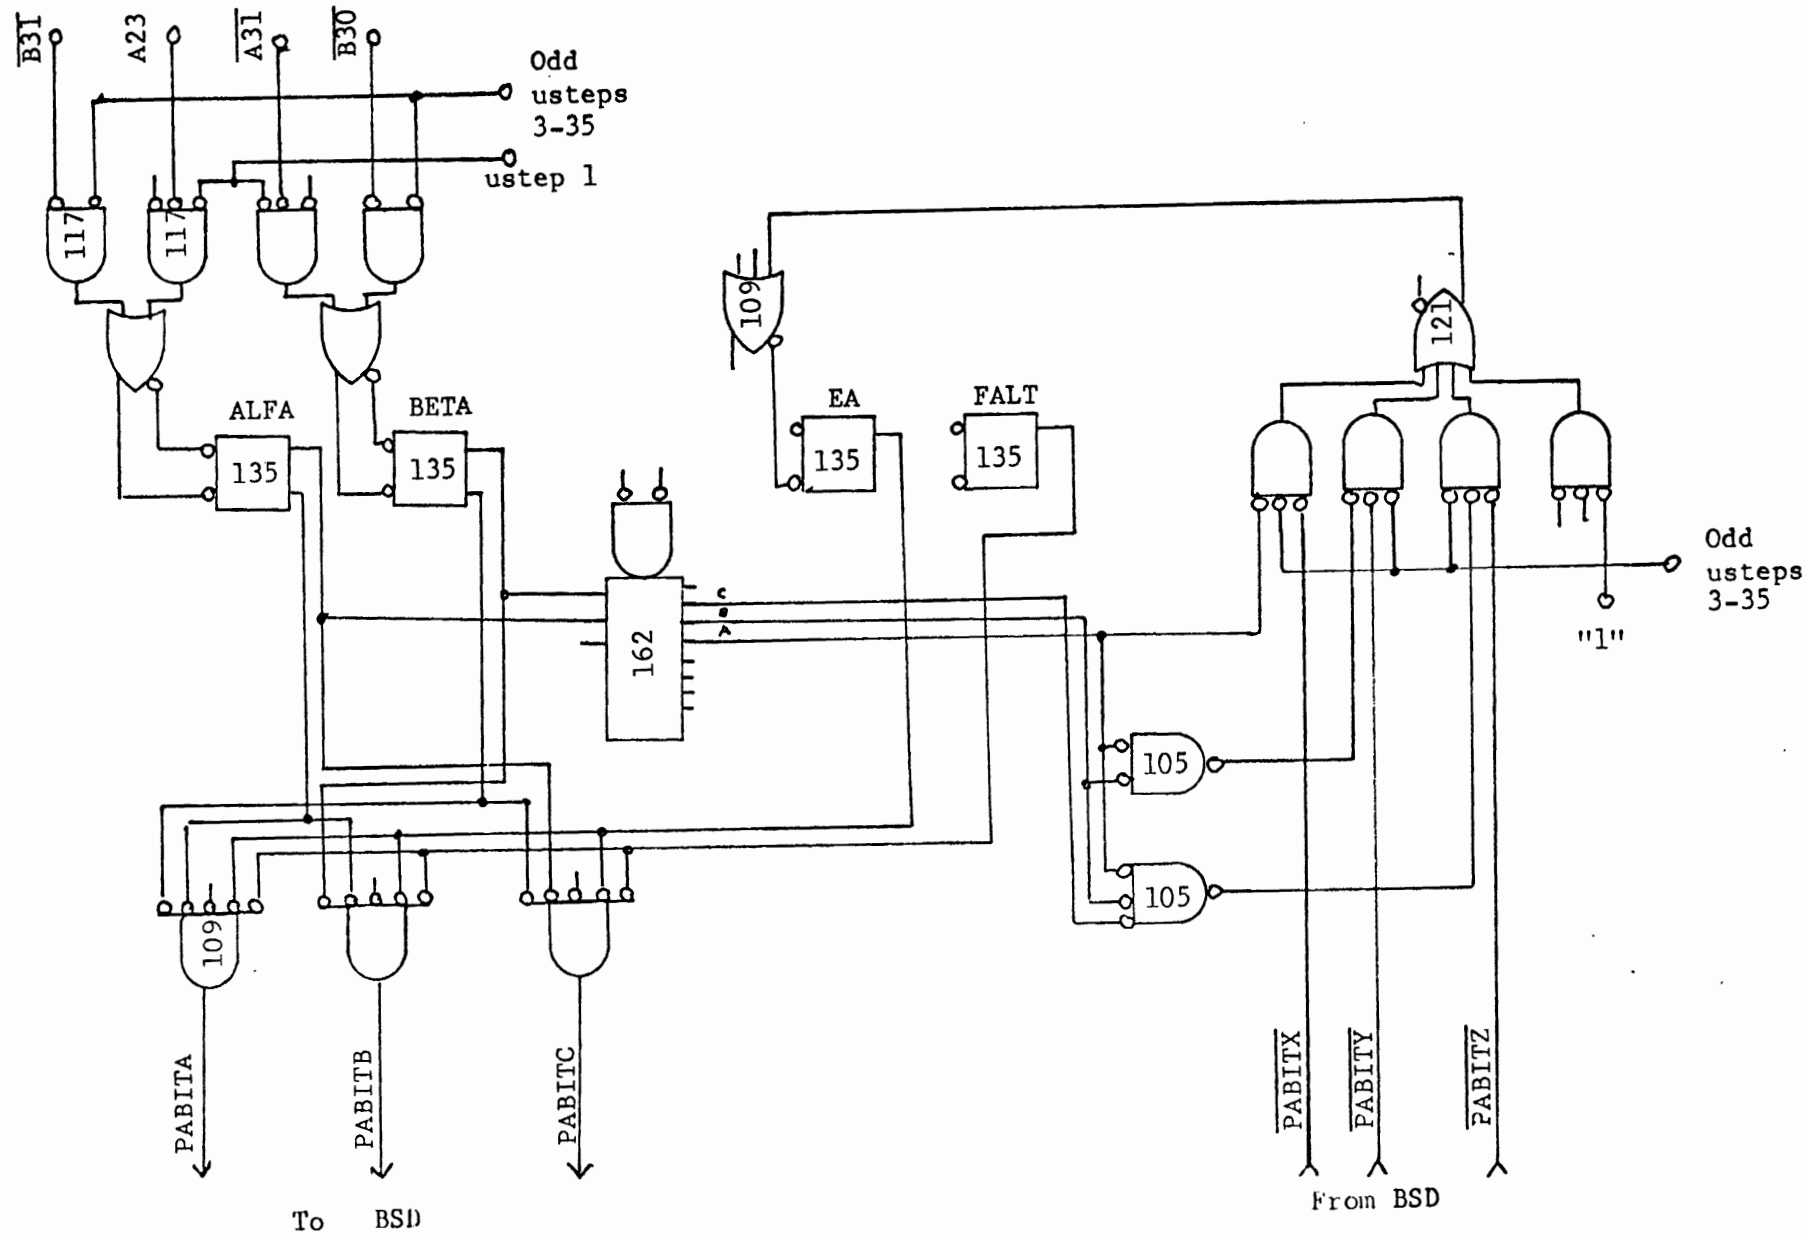 B31
A23
A31
B30
Odd
usteps
3-35
ustep 1
117
117
109
121
ALFA
BETA
EA
FALT
135
135
135
135
Odd
usteps
3-35
"1"
C
B
A
162
105
105
109
PABITA
PABITB
PABITC
PABITX
PABITY
PABITZ
To BSD
From BSD